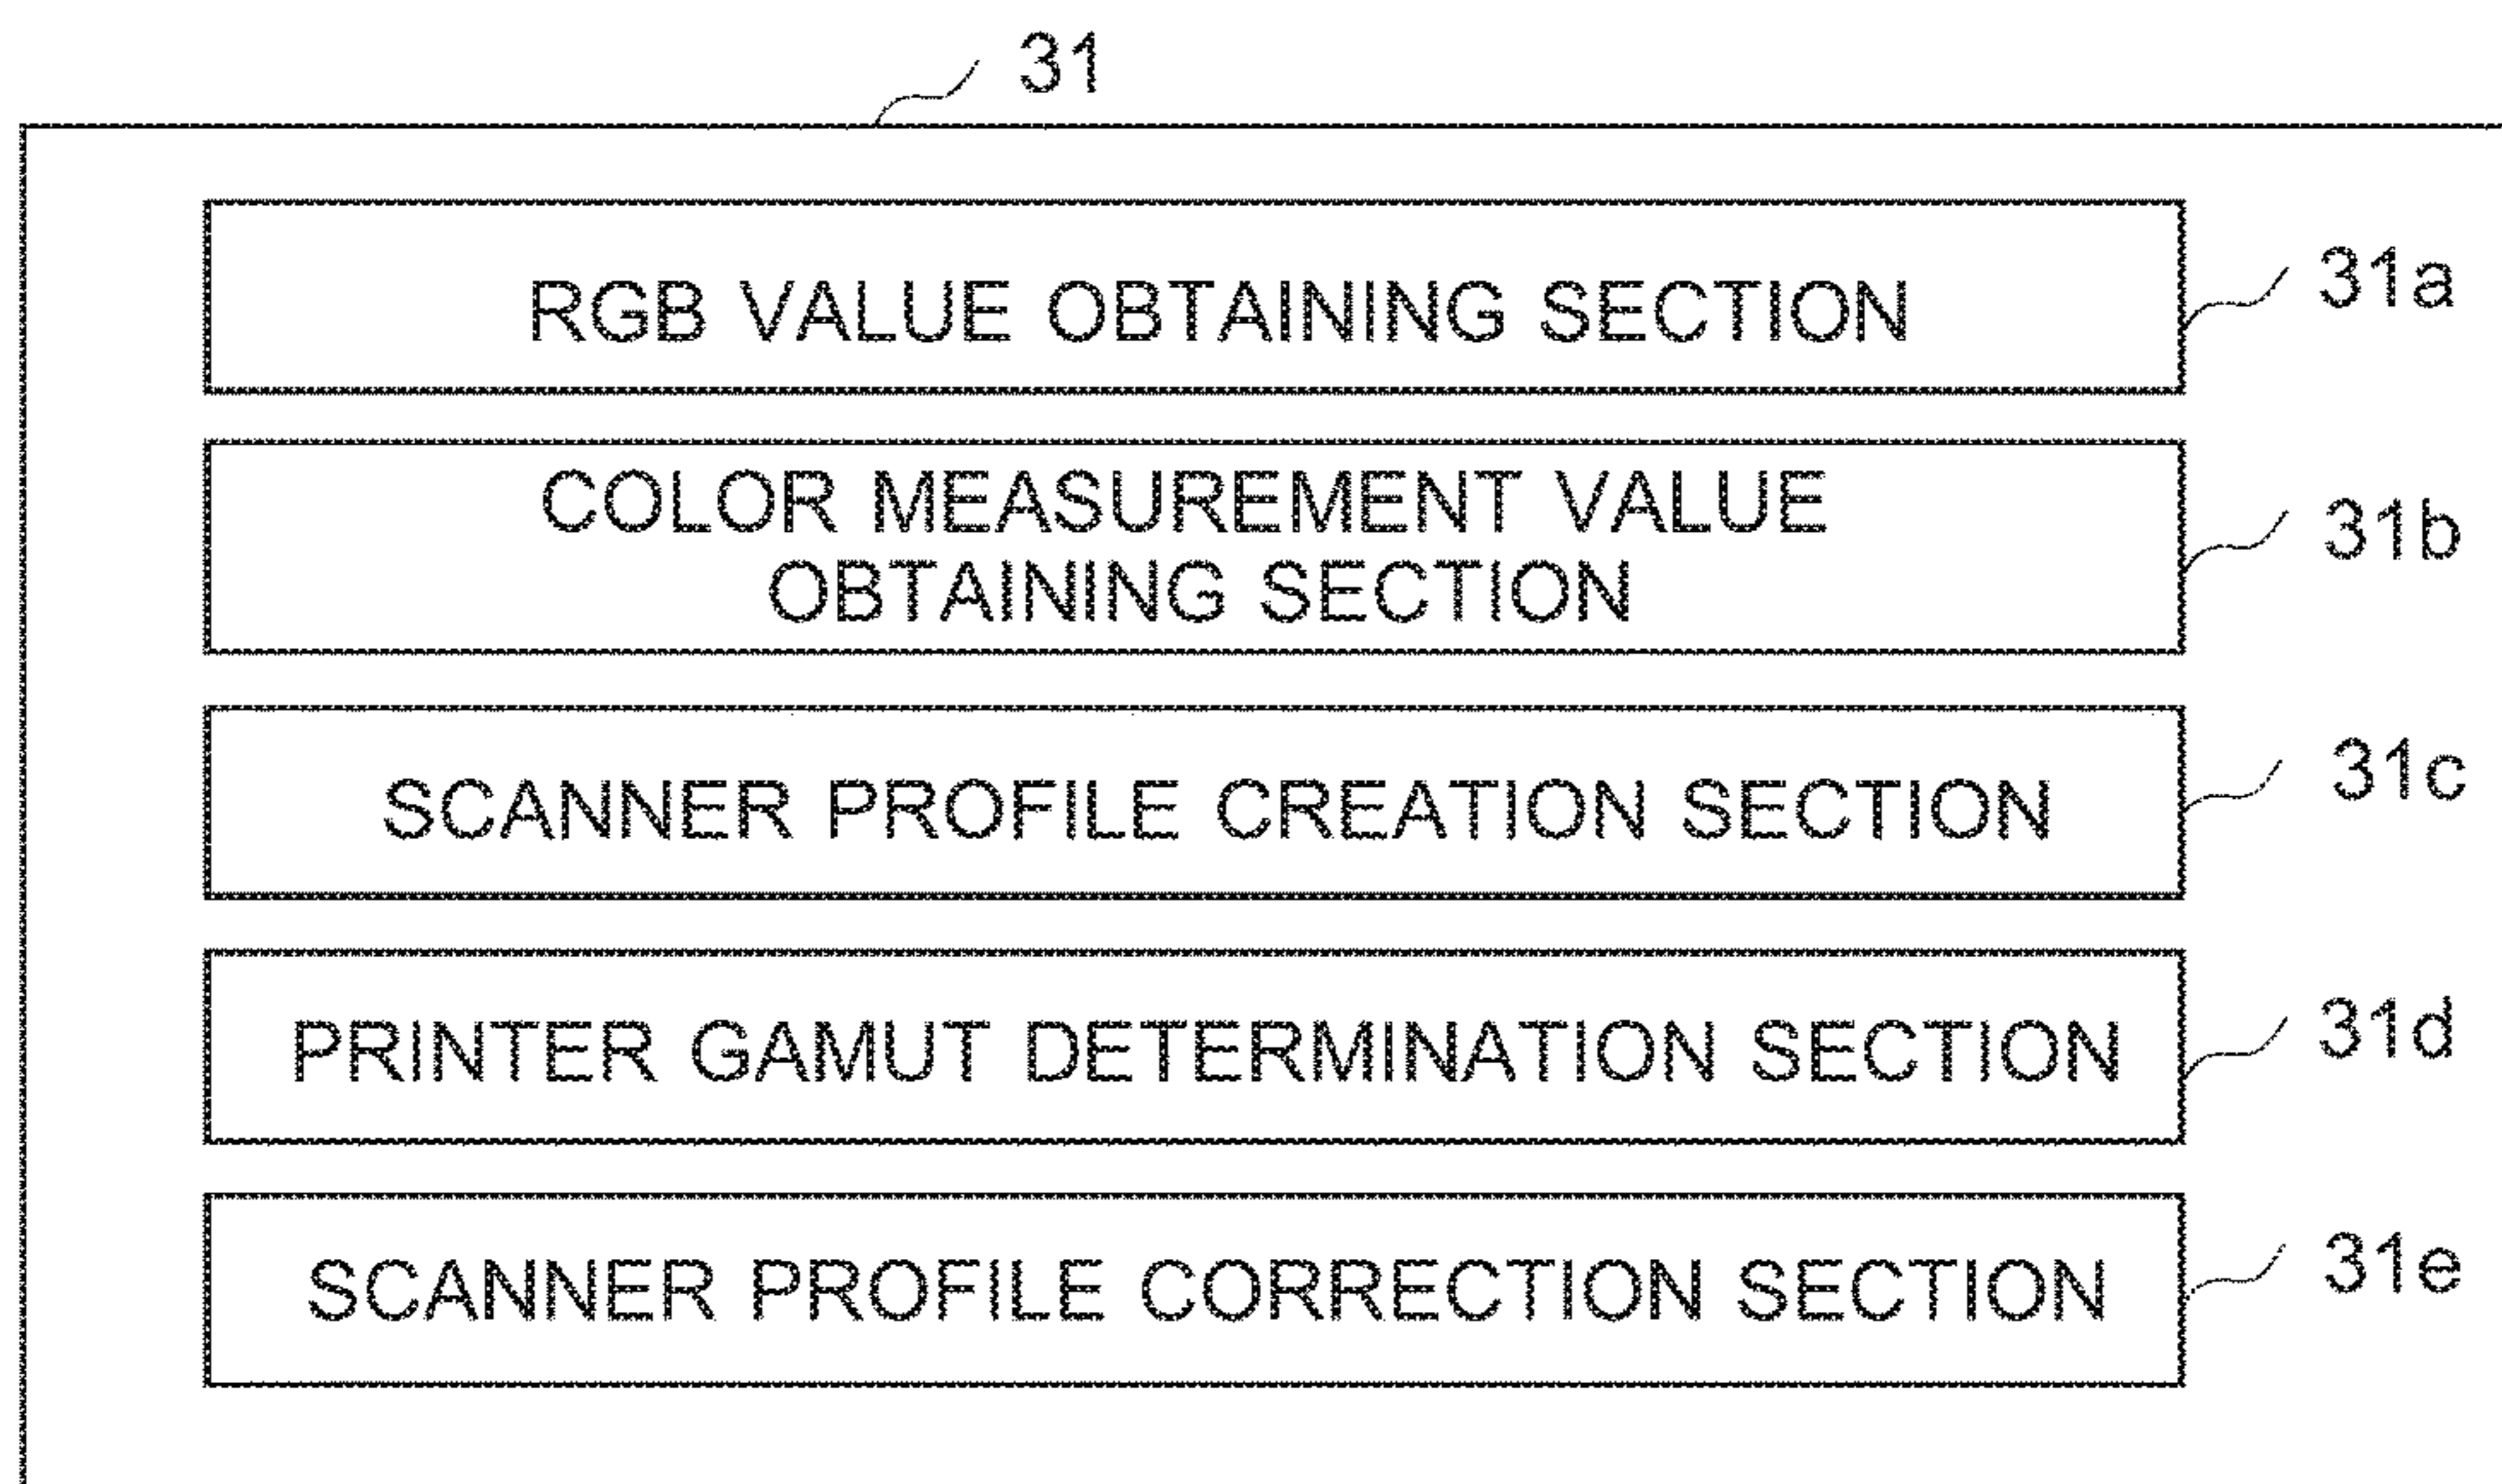 31
RGB VALUE OBTAINING SECTION
31a
COLOR MEASUREMENT VALUE
OBTAINING SECTION
31b
SCANNER PROFILE CREATION SECTION
31c
PRINTER GAMUT DETERMINATION SECTION
31d
SCANNER PROFILE CORRECTION SECTION
31e